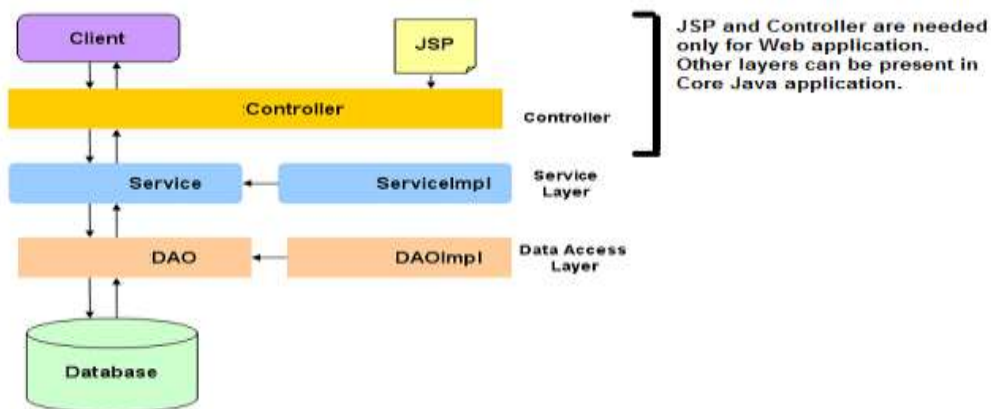 Client
JSP
JSP and Controller are needed
only for Web application.
Other layers can be present in
Core Java application.
Controller
Controller
Service
ServiceImpl
Service
Layer
DAO
DAOImpl
Data Access
Layer
Database